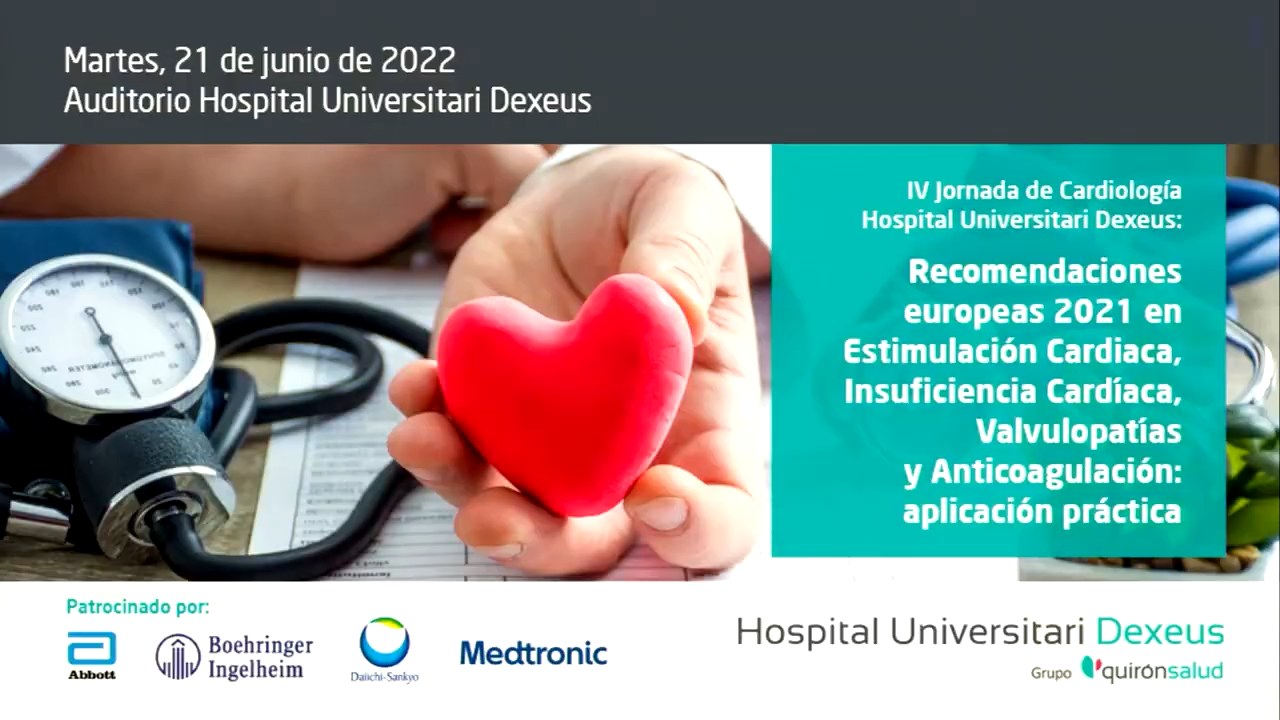 Martes, 21 de junio de 2022
Auditorio Hospital Universitari Dexeus
IV Jornada de Cardiología
Hospital Universitari Dexeus:
Recomendaciones
europeas 2021 en
Estimulación Cardiaca,
Insuficiencia Cardíaca,
Valvulopatías
y Anticoagulación:
aplicación práctica
Patrocinado por:
Abbott
Boehringer
Ingelheim
Daiichi-Sankyo
Medtronic
Hospital Universitari Dexeus
Grupo quirónsalud